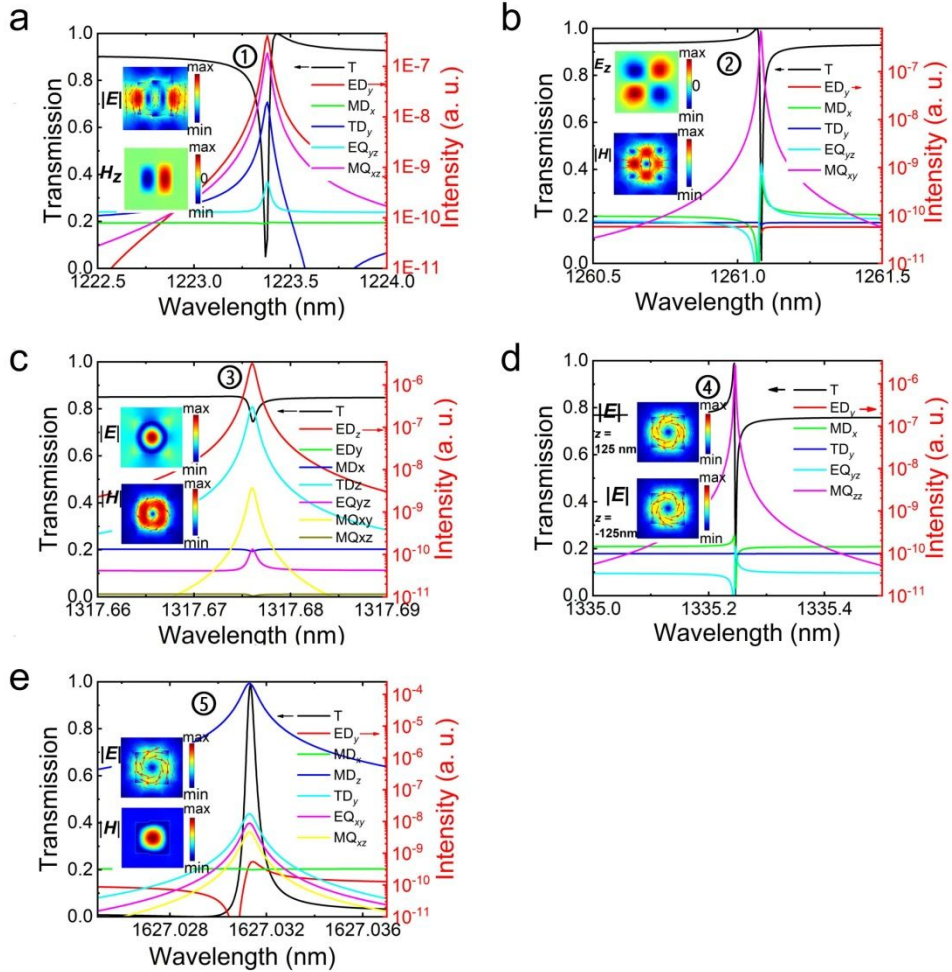 a
1.0
0.8
0.6
0.4
0.2
0.0
Transmission
①
|E|
max
min
Hz
max
0
min
T
EDy
MDx
TDy
EQyz
MQxz
1E-7
1E-8
1E-9
1E-10
1E-11
Intensity (a. u.)
1222.5 1223.0 1223.5 1224.0
Wavelength (nm)
b
1.0
0.8
0.6
0.4
0.2
0.0
Transmission
②
Ez
max
0
min
|H|
max
min
T
EDy
MDx
TDy
EQyz
MQxy
10-7
10-8
10-9
10-10
10-11
Intensity (a. u.)
1260.5 1261.0 1261.5
Wavelength (nm)
c
1.0
0.8
0.6
0.4
0.2
0.0
Transmission
③
|E|
max
min
|H|
max
min
T
EDz
EDy
MDx
TDz
EQyz
MQxy
MQxz
10-6
10-7
10-8
10-9
10-10
10-11
Intensity (a. u.)
1317.66 1317.67 1317.68 1317.69
Wavelength (nm)
d
1.0
0.8
0.6
0.4
0.2
0.0
Transmission
④
|E|
z =
125 nm
max
min
|E|
z =
-125nm
max
min
T
EDy
MDx
TDy
EQyz
MQzz
10-6
10-7
10-8
10-9
10-10
10-11
Intensity (a. u.)
1335.0 1335.2 1335.4
Wavelength (nm)
e
1.0
0.8
0.6
0.4
0.2
0.0
Transmission
⑤
|E|
max
min
|H|
max
min
T
EDy
MDx
MDz
TDy
EQxy
MQxz
10-4
10-5
10-6
10-7
10-8
10-9
10-10
10-11
Intensity (a. u.)
1627.028 1627.032 1627.036
Wavelength (nm)